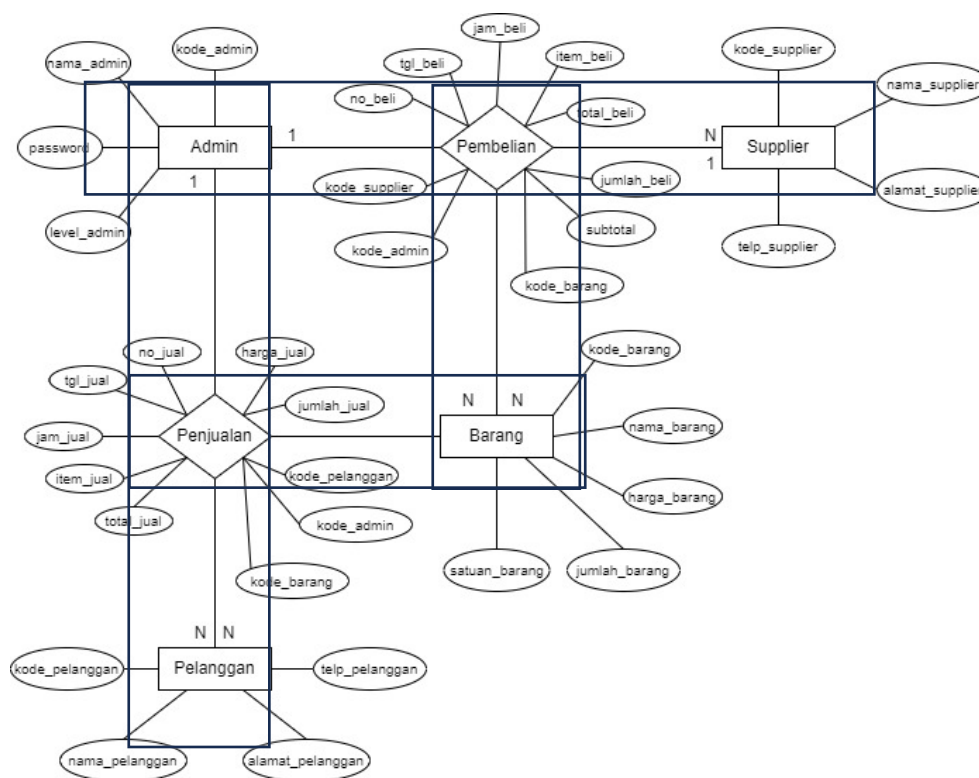 jam_beli
kode_admin
tgl_beli
item_beli
kode_supplier
nama_admin
nama_supplier
no_beli
total_beli
password
Admin
1
Pembelian
N
Supplier
1
1
kode_supplier
jumlah_beli
alamat_supplier
level_admin
subtotal
kode_admin
telp_supplier
kode_barang
no_jual
harga_jual
kode_barang
tgl_jual
jumlah_jual
N
N
nama_barang
jam_jual
Penjualan
Barang
item_jual
kode_pelanggan
harga_barang
total_jual
kode_admin
kode_barang
satuan_barang
jumlah_barang
N
N
kode_pelanggan
Pelanggan
telp_pelanggan
nama_pelanggan
alamat_pelanggan